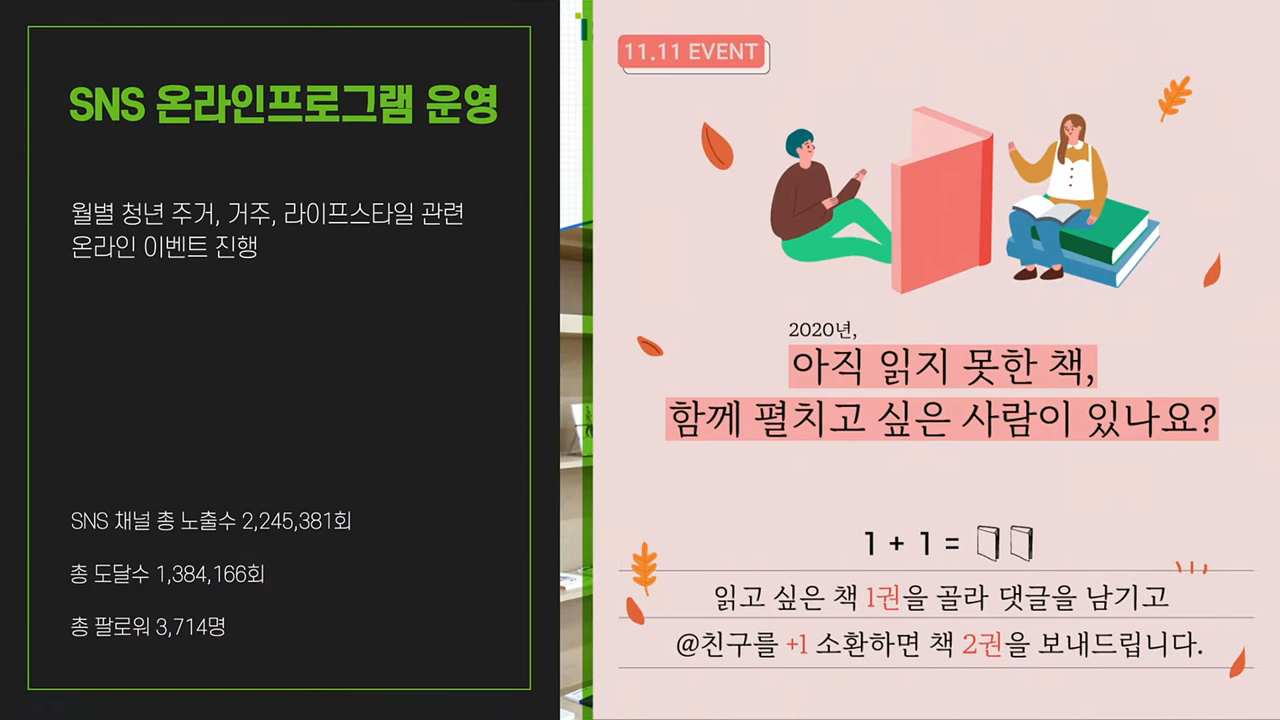 SNS 온라인프로그램 운영
월별 청년 주거, 거주, 라이프스타일 관련
온라인 이벤트 진행
SNS 채널 총 노출수 2,245,381회
총 도달수 1,384,166회
총 팔로워 3,714명
11.11 EVENT
2020년,
아직 읽지 못한 책,
함께 펼치고 싶은 사람이 있나요?
1 + 1 =
읽고 싶은 책 1권을 골라 댓글을 남기고
@친구를 +1 소환하면 책 2권을 보내드립니다.